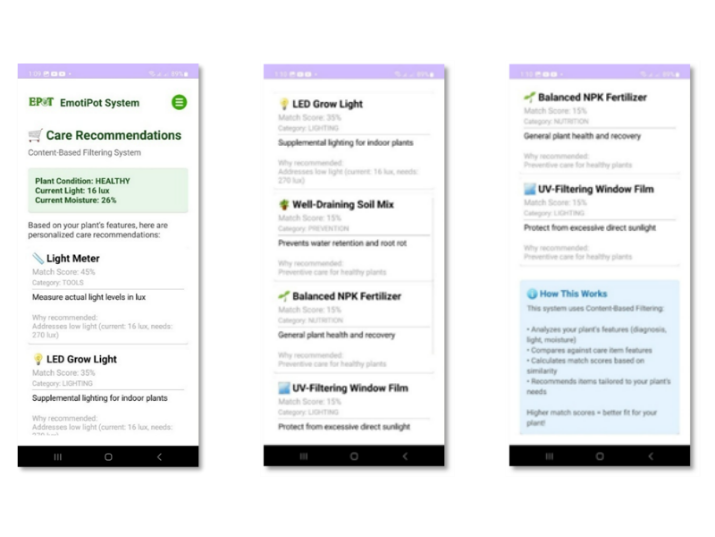 EP T EmotiPot System
Care Recommendations
Content-Based Filtering System
Plant Condition: HEALTHY
Current Light: 16 lux
Current Moisture: 26%
Based on your plant's features, here are
personalized care recommendations:
Light Meter
Match Score: 45%
Category: TOOLS
Measure actual light levels in lux
Why recommended:
Addresses low light (current: 16 lux, needs:
270 lux)
LED Grow Light
Match Score: 35%
Category: LIGHTING
Supplemental lighting for indoor plants
Why recommended:
Addresses low light (current: 16 lux, needs:
270 lux)
LED Grow Light
Match Score: 35%
Category: LIGHTING
Supplemental lighting for indoor plants
Why recommended:
Addresses low light (current: 16 lux, needs:
270 lux)
Well-Draining Soil Mix
Match Score: 15%
Category: PREVENTION
Prevents water retention and root rot
Why recommended:
Preventive care for healthy plants
Balanced NPK Fertilizer
Match Score: 15%
Category: NUTRITION
General plant health and recovery
Why recommended:
Preventive care for healthy plants
UV-Filtering Window Film
Match Score: 15%
Category: LIGHTING
Protect from excessive direct sunlight
Balanced NPK Fertilizer
Match Score: 15%
Category: NUTRITION
General plant health and recovery
Why recommended:
Preventive care for healthy plants
UV-Filtering Window Film
Match Score: 15%
Category: LIGHTING
Protect from excessive direct sunlight
Why recommended:
Preventive care for healthy plants
How This Works
This system uses Content-Based Filtering:
• Analyzes your plant's features (diagnosis,
light, moisture)
• Compares against care item features
• Calculates match scores based on
similarity
• Recommends items tailored to your plant's
needs
Higher match scores = better fit for your
plant!